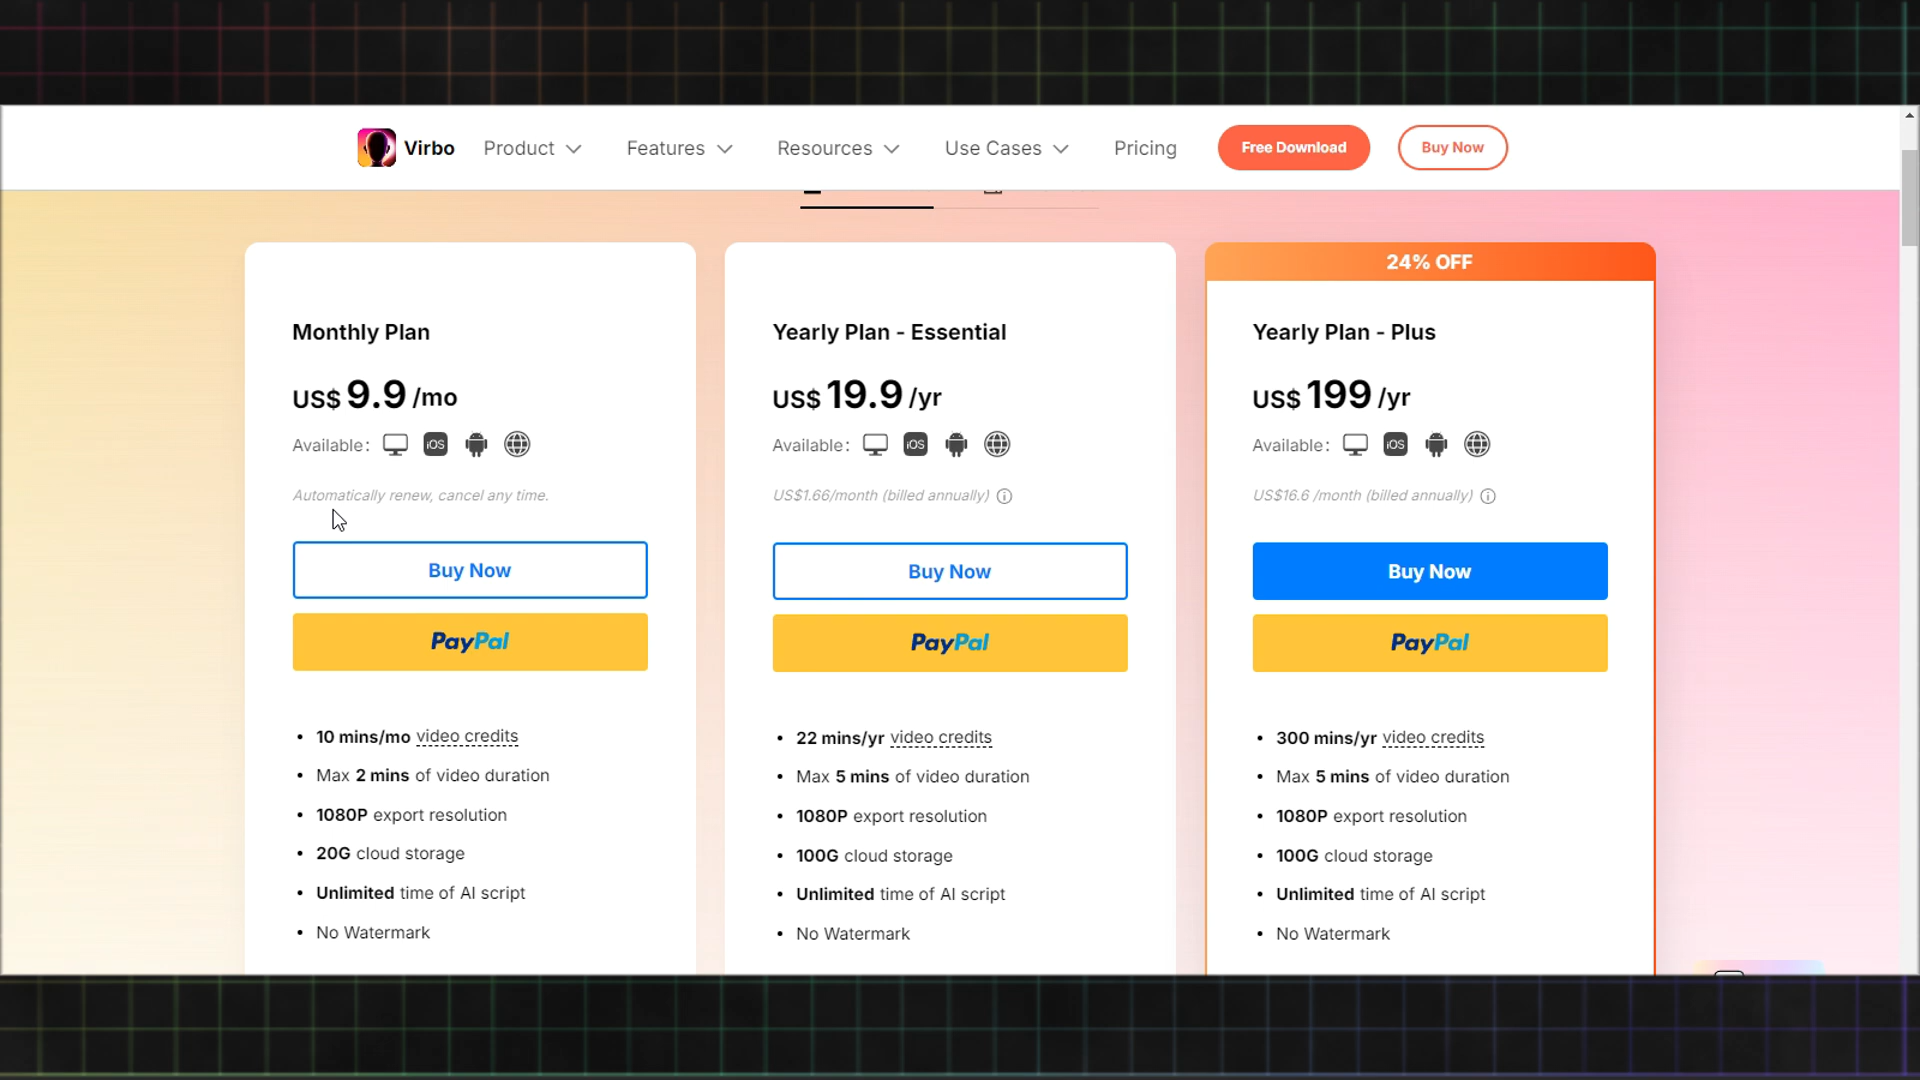 Virbo
Product
Features
Resources
Use Cases
Pricing
Free Download
Buy Now
Monthly Plan
US$ 9.9 /mo
Available:
iOS
Automatically renew, cancel any time.
Buy Now
PayPal
• 10 mins/mo video credits
• Max 2 mins of video duration
• 1080P export resolution
• 20G cloud storage
• Unlimited time of AI script
• No Watermark
Yearly Plan - Essential
US$ 19.9 /yr
Available:
iOS
US$1.66/month (billed annually)
Buy Now
PayPal
• 22 mins/yr video credits
• Max 5 mins of video duration
• 1080P export resolution
• 100G cloud storage
• Unlimited time of AI script
• No Watermark
24% OFF
Yearly Plan - Plus
US$ 199 /yr
Available:
iOS
US$16.6 /month (billed annually)
Buy Now
PayPal
• 300 mins/yr video credits
• Max 5 mins of video duration
• 1080P export resolution
• 100G cloud storage
• Unlimited time of AI script
• No Watermark